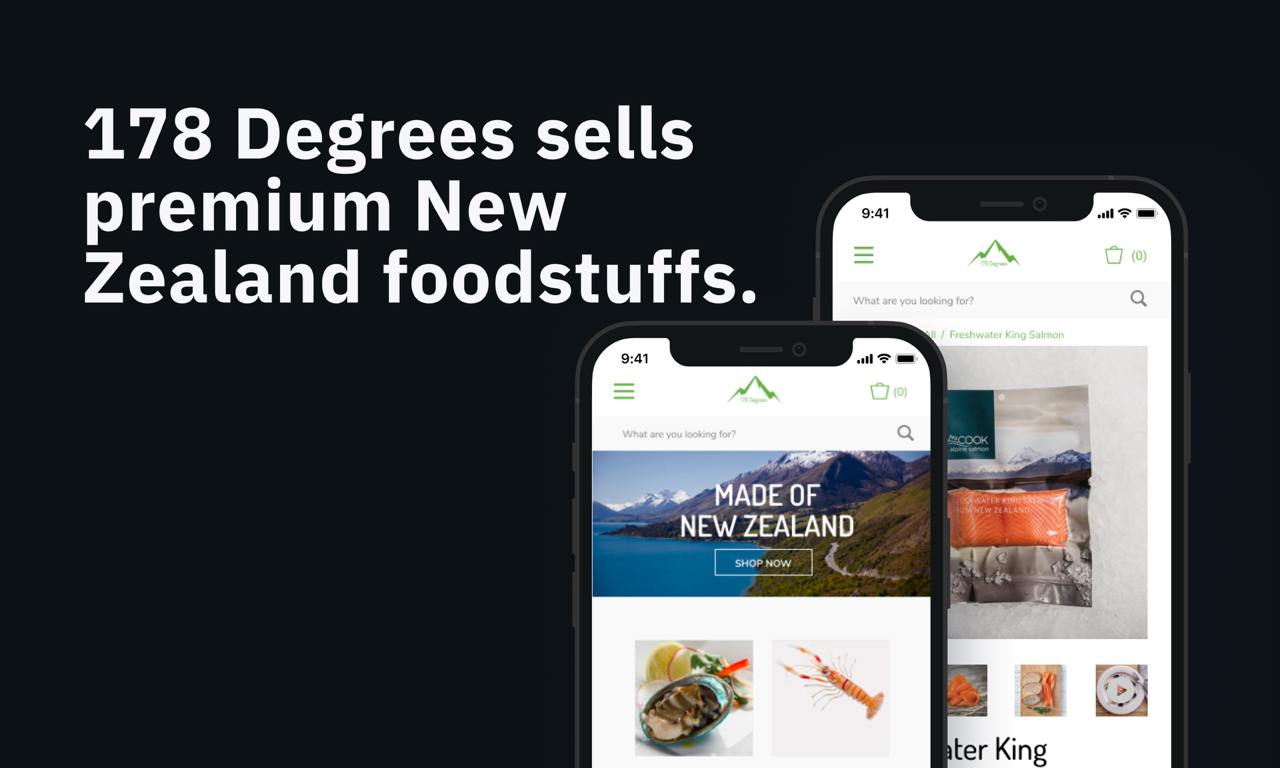 178 Degrees sells
premium New
Zealand foodstuffs.
9:41
178 Degrees
(0)
What are you looking for?
MADE OF
NEW ZEALAND
SHOP NOW
9:41
178 Degrees
(0)
What are you looking for?
All / Freshwater King Salmon
COOK
alpine salmon
FRESHWATER KING SALMON
FROM NEW ZEALAND
ater King